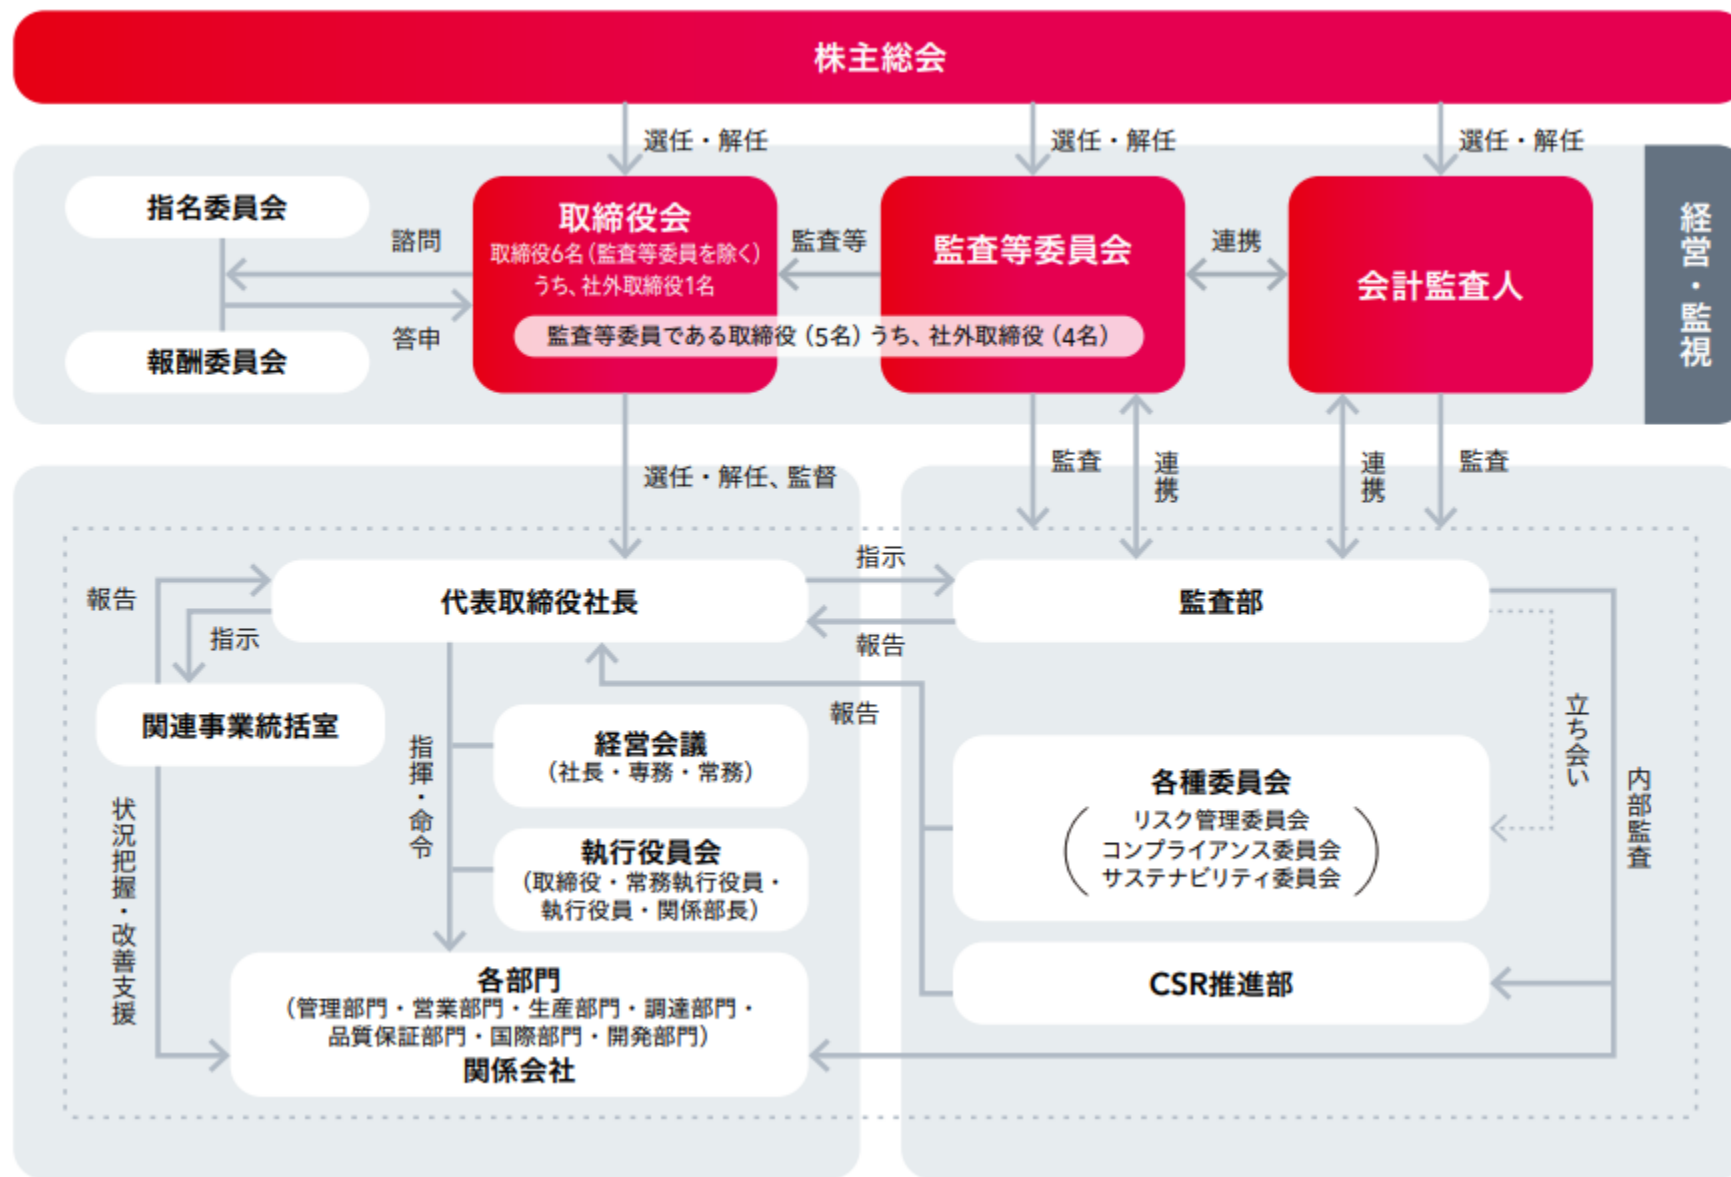 株主総会
選任・解任
選任・解任
選任・解任
指名委員会
諮問
答申
報酬委員会
取締役会
取締役6名（監査等委員を除く）
うち、社外取締役1名
監査等
監査等委員会
連携
会計監査人
監査等委員である取締役（5名）うち、社外取締役（4名）
経営・監視
選任・解任、監督
監査
連携
連携
監査
報告
指示
代表取締役社長
指示
報告
監査部
報告
関連事業統括室
指揮・命令
経営会議
（社長・専務・常務）
執行役員会
（取締役・常務執行役員・
執行役員・関係部長）
状況把握・改善支援
各部門
（管理部門・営業部門・生産部門・調達部門・
品質保証部門・国際部門・開発部門）
関係会社
各種委員会
リスク管理委員会
コンプライアンス委員会
サステナビリティ委員会
立ち会い
内部監査
CSR推進部